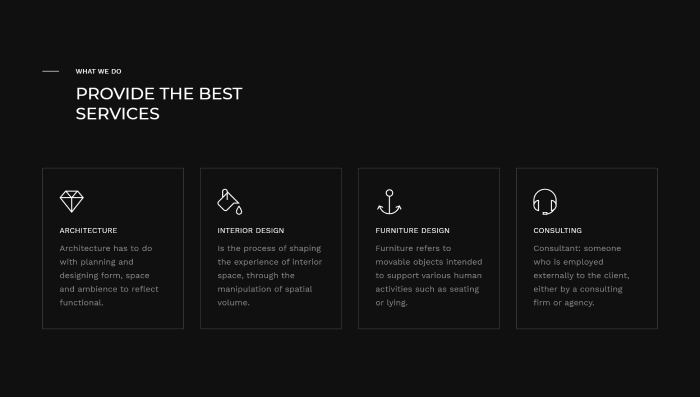 WHAT WE DO
PROVIDE THE BEST
SERVICES
ARCHITECTURE
Architecture has to do
with planning and
designing form, space
and ambience to reflect
functional.
INTERIOR DESIGN
Is the process of shaping
the experience of interior
space, through the
manipulation of spatial
volume.
FURNITURE DESIGN
Furniture refers to
movable objects intended
to support various human
activities such as seating
or lying.
CONSULTING
Consultant: someone
who is employed
externally to the client,
either by a consulting
firm or agency.